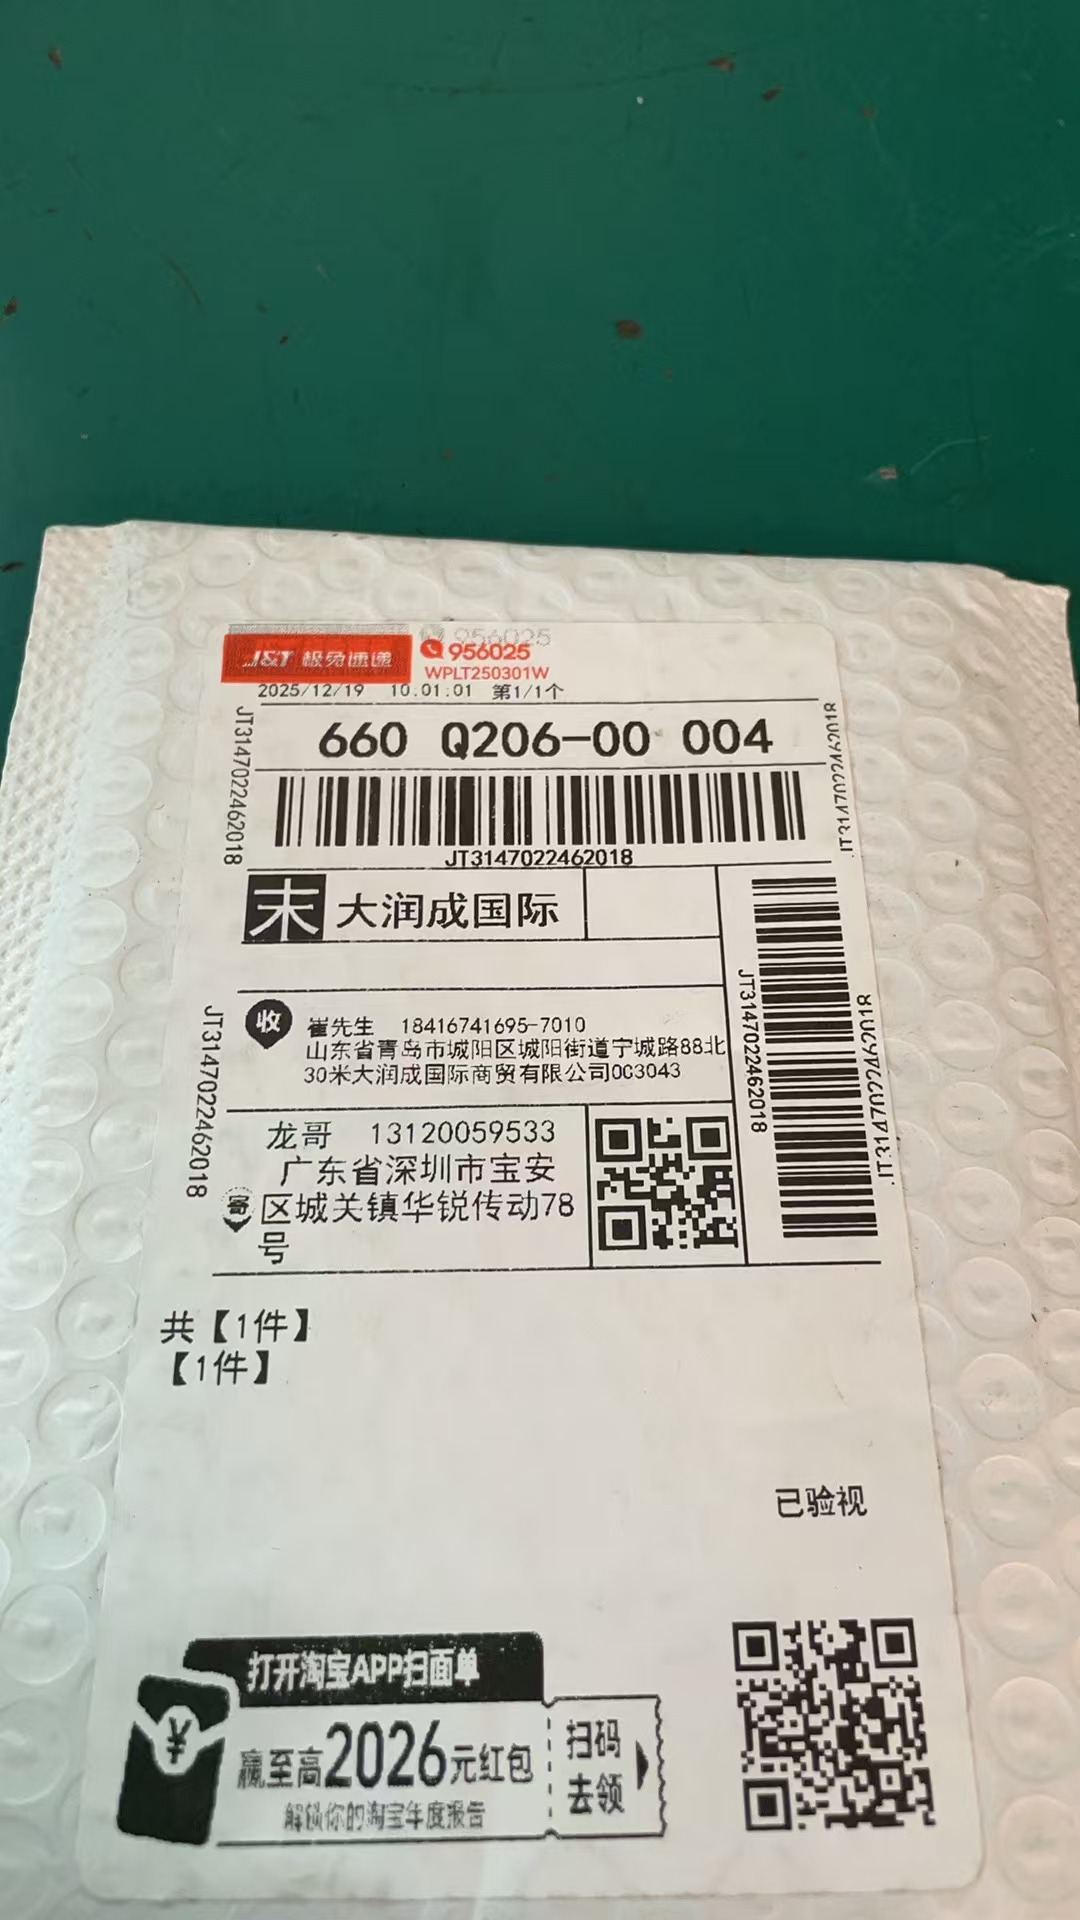 956025
J&T 极兔速递
956025
WPLT250301W
2025/12/19 10.01.01 第1/1个
660 Q206-00 004
JT3147022462018
JT3147022462018
JT3147022462018
末 大润成国际
收
崔先生 18416741695-7010
山东省青岛市城阳区城阳街道宁城路88北
30米大润成国际商贸有限公司003043
JT3147022462018
JT3147022462018
JT3147022462018
龙哥 13120059533
广东省深圳市宝安
寄
区城关镇华锐传动78
号
共【1件】
【1件】
已验视
打开淘宝APP扫面单
赢至高2026元红包
解锁你的淘宝年度报告
扫码
去领
¥